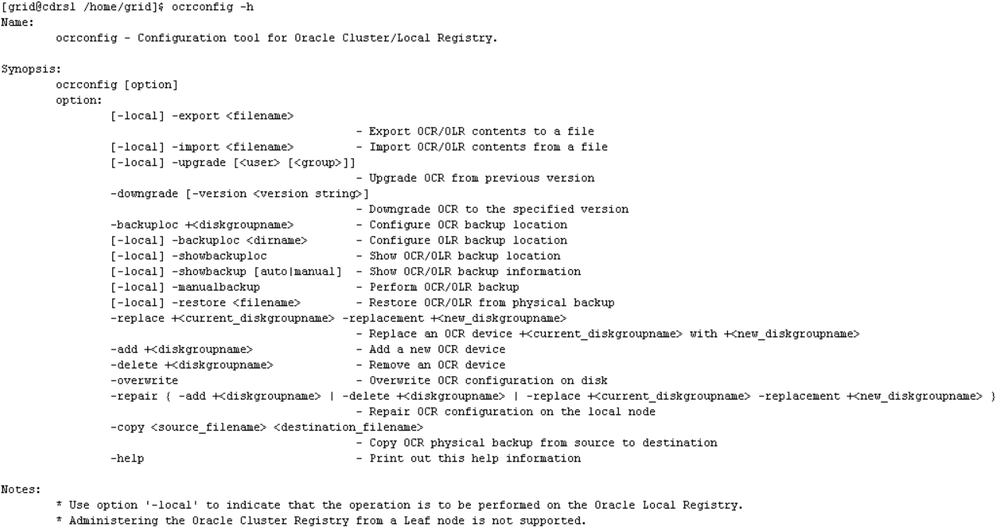 [grid@cdrsl /home/grid]$ ocrconfig -h
Name:
        ocrconfig - Configuration tool for Oracle Cluster/Local Registry.

Synopsis:
        ocrconfig [option]
        option:
                [-local] -export <filename>
                                                    - Export OCR/OLR contents to a file
                [-local] -import <filename>         - Import OCR/OLR contents from a file
                [-local] -upgrade [<user> [<group>]]
                                                    - Upgrade OCR from previous version
                -downgrade [-version <version string>]
                                                    - Downgrade OCR to the specified version
                -backuploc +<diskgroupname>         - Configure OCR backup location
                [-local] -backuploc <dirname>       - Configure OLR backup location
                [-local] -showbackuploc             - Show OCR/OLR backup location
                [-local] -showbackup [auto|manual]  - Show OCR/OLR backup information
                [-local] -manualbackup              - Perform OCR/OLR backup
                [-local] -restore <filename>        - Restore OCR/OLR from physical backup
                -replace +<current_diskgroupname> -replacement +<new_diskgroupname>
                                                    - Replace an OCR device +<current_diskgroupname> with +<new_diskgroupname>
                -add +<diskgroupname>               - Add a new OCR device
                -delete +<diskgroupname>            - Remove an OCR device
                -overwrite                          - Overwrite OCR configuration on disk
                -repair { -add +<diskgroupname> | -delete +<diskgroupname> | -replace +<current_diskgroupname> -replacement +<new_diskgroupname> }
                                                    - Repair OCR configuration on the local node
                -copy <source_filename> <destination_filename>
                                                    - Copy OCR physical backup from source to destination
                -help                               - Print out this help information

Notes:
        * Use option '-local' to indicate that the operation is to be performed on the Oracle Local Registry.
        * Administering the Oracle Cluster Registry from a Leaf node is not supported.